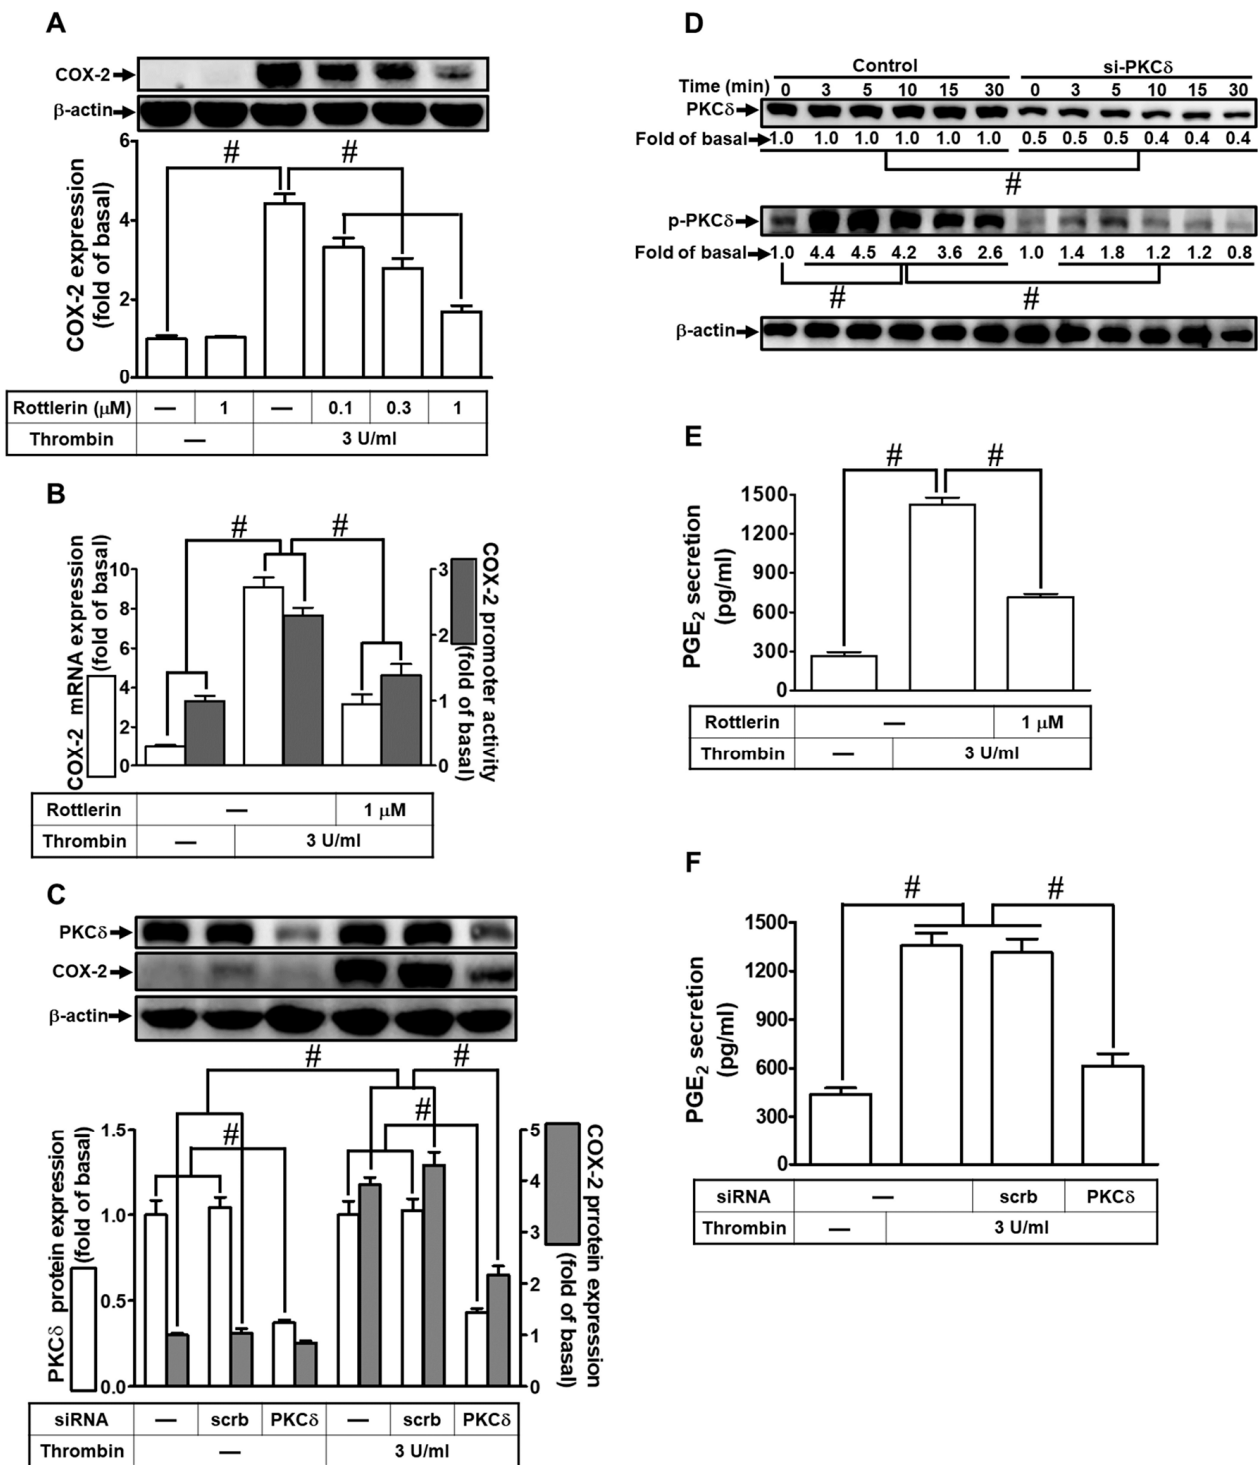 A
COX-2
β-actin
COX-2 expression
(fold of basal)
6
4
2
0
# #
Rottlerin (μM) — 1 — 0.1 0.3 1
Thrombin — 3 U/ml
B
COX-2 mRNA expression
(fold of basal)
10
8
6
4
2
0
# #
3
2
1
0
COX-2 promoter activity
(fold of basal)
Rottlerin — 1 μM
Thrombin — 3 U/ml
C
PKCδ
COX-2
β-actin
# #
# #
PKCδ protein expression
(fold of basal)
1.5
1.0
0.5
0.0
5
4
3
2
1
0
COX-2 prrotein expression
(fold of basal)
siRNA — scrb PKCδ — scrb PKCδ
Thrombin — 3 U/ml
D
Control si-PKCδ
Time (min) 0 3 5 10 15 30 0 3 5 10 15 30
PKCδ
Fold of basal 1.0 1.0 1.0 1.0 1.0 1.0 0.5 0.5 0.5 0.4 0.4 0.4
#
p-PKCδ
Fold of basal 1.0 4.4 4.5 4.2 3.6 2.6 1.0 1.4 1.8 1.2 1.2 0.8
# #
β-actin
E
# #
PGE2 secretion
(pg/ml)
1500
1200
900
600
300
0
Rottlerin — 1 μM
Thrombin — 3 U/ml
F
# #
PGE2 secretion
(pg/ml)
1500
1200
900
600
300
0
siRNA — scrb PKCδ
Thrombin — 3 U/ml